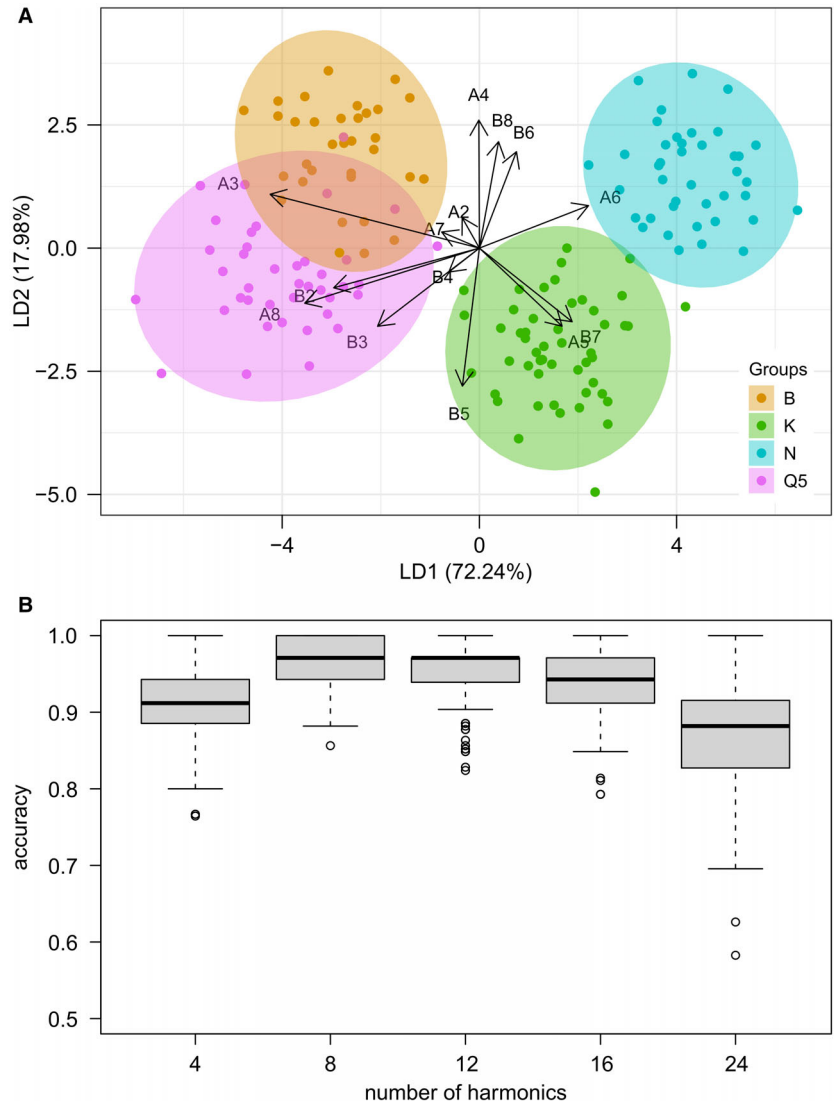 A
A4
B8
B6
A3
A6
A2
A7
B4
B2
A8
B3
A5
B7
B5
2.5
0.0
−2.5
−5.0
LD2 (17.98%)
Groups
B
K
N
Q5
−4
0
4
LD1 (72.24%)
B
1.0
0.9
0.8
0.7
0.6
0.5
accuracy
4
8
12
16
24
number of harmonics